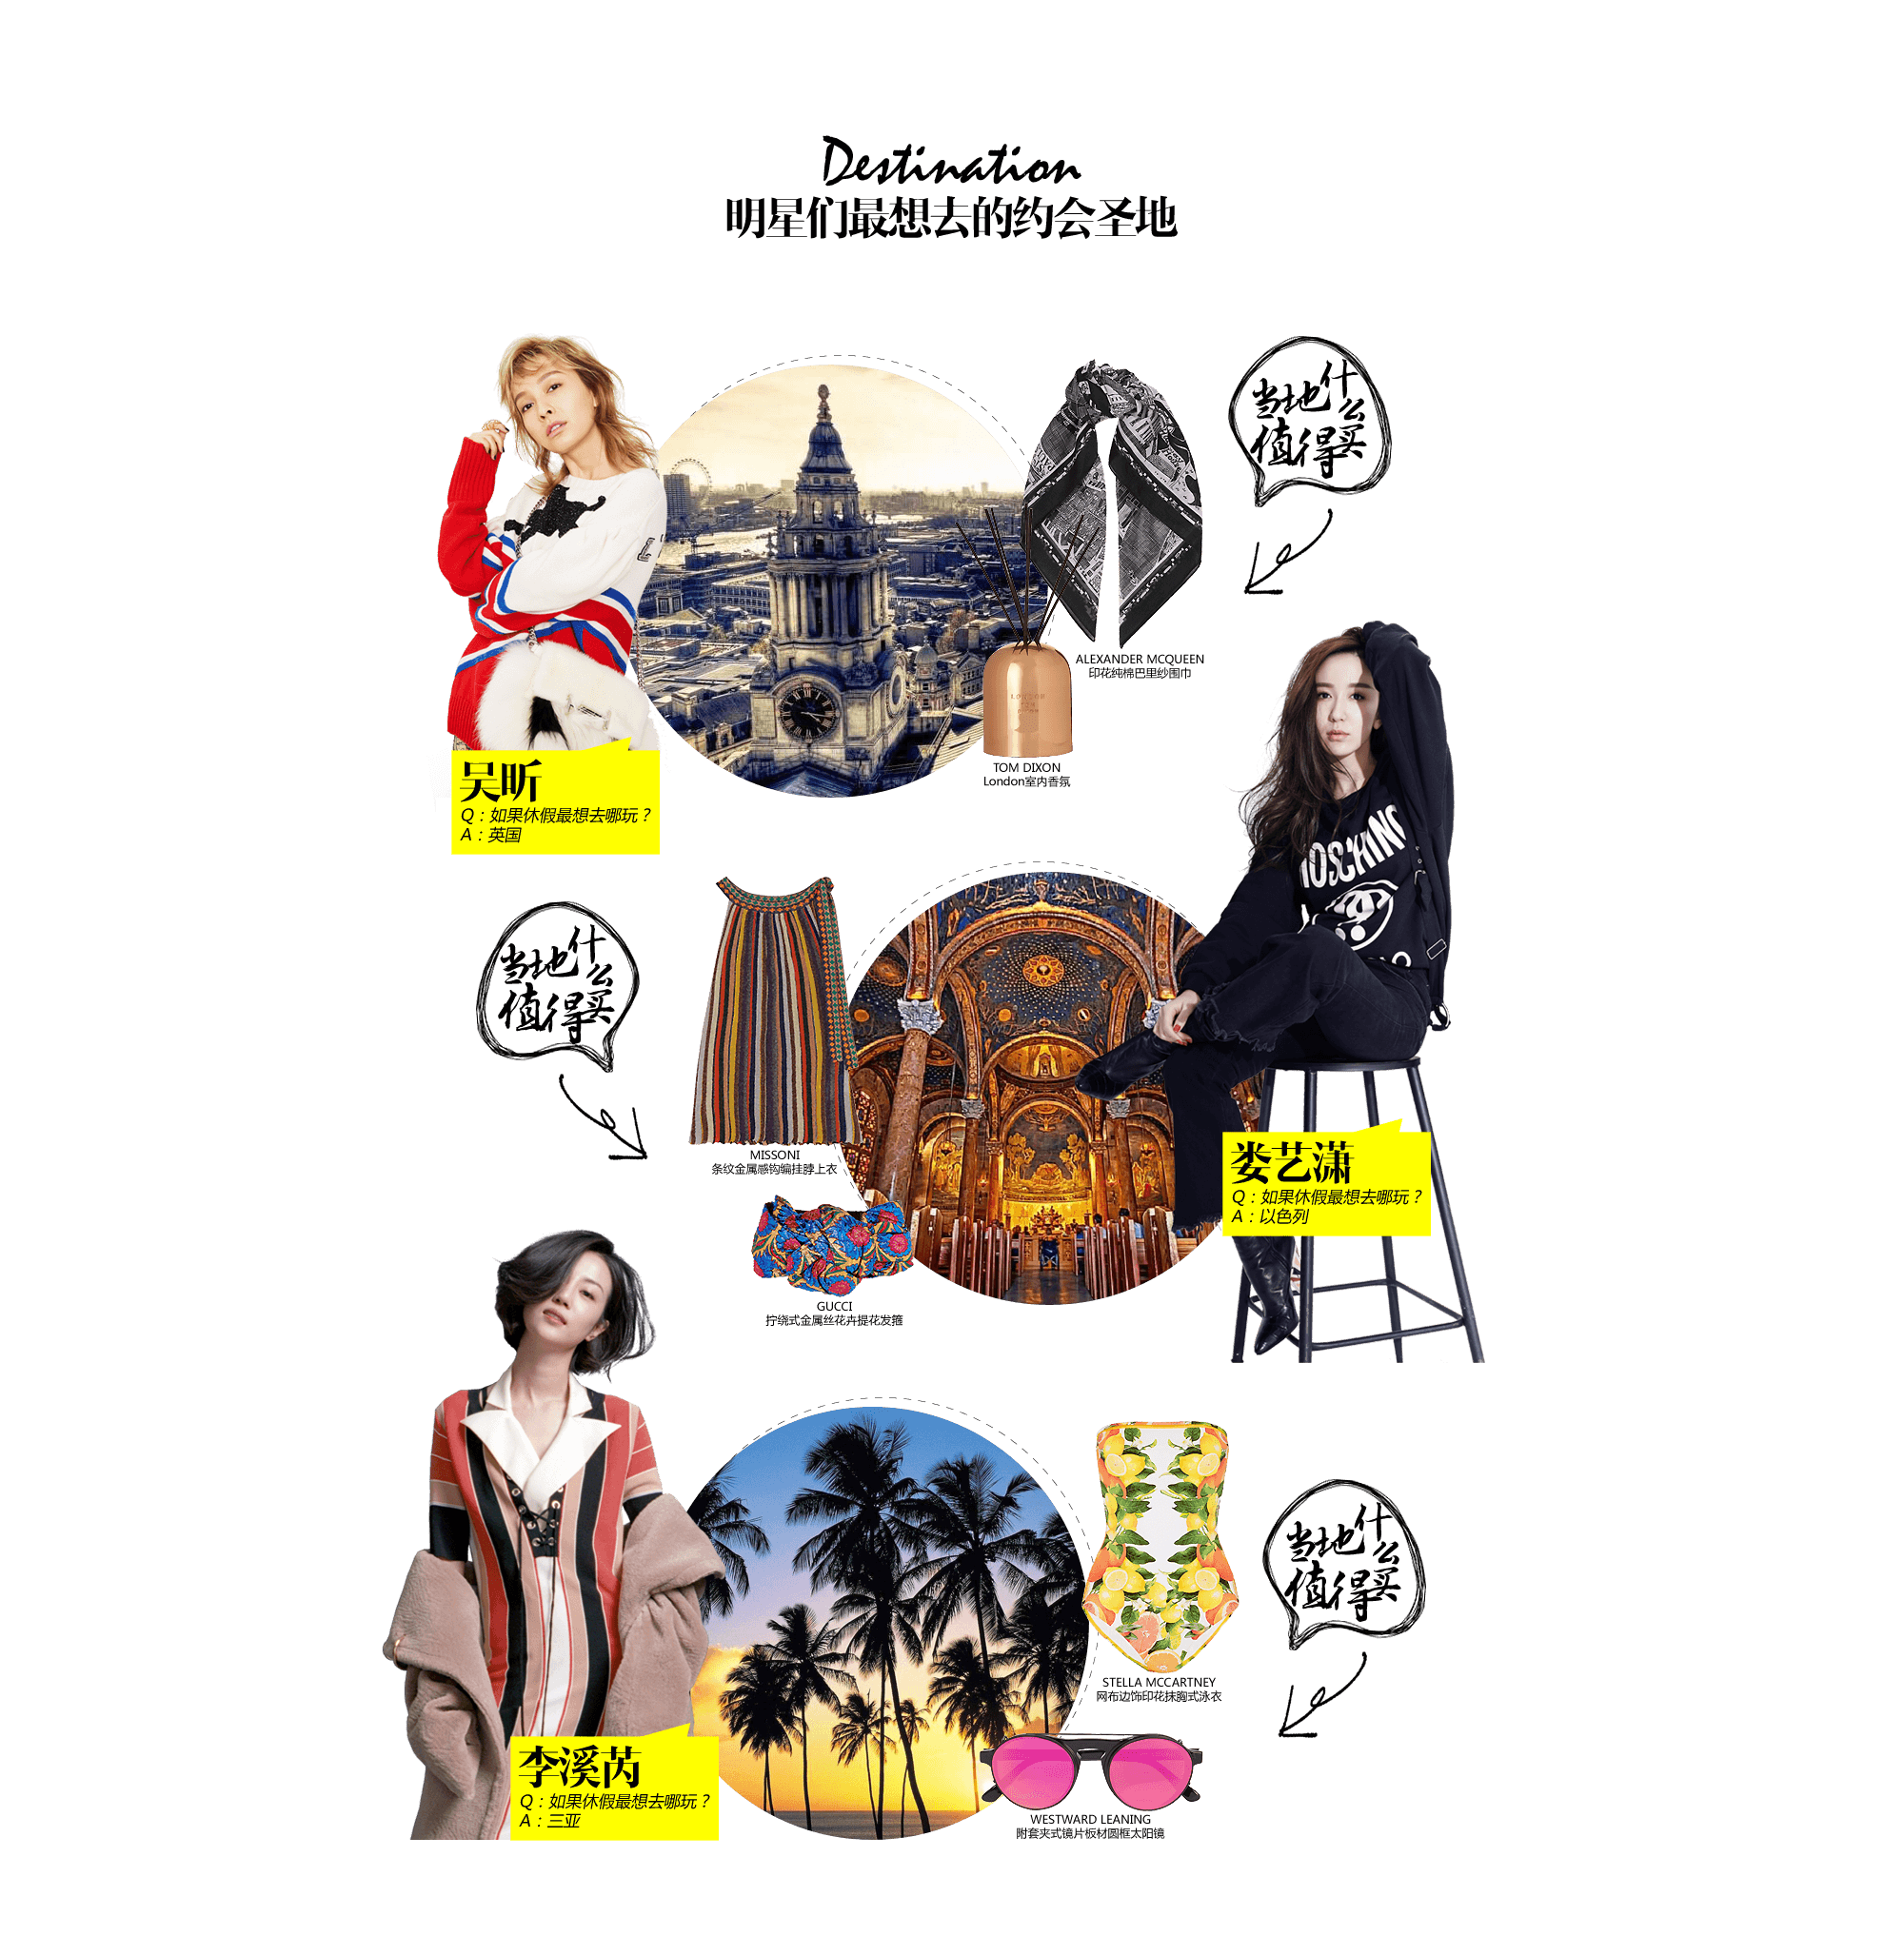 Destination
明星们最想去的约会圣地
当地什么
值得买
ALEXANDER MCQUEEN
印花纯棉巴里纱围巾
TOM DIXON
London室内香氛
吴昕
Q：如果休假最想去哪玩？
A：英国
MOSCHINO
当地什么
值得买
MISSONI
条纹金属感钩编挂脖上衣
GUCCI
拧绕式金属丝花卉提花发箍
娄艺潇
Q：如果休假最想去哪玩？
A：以色列
当地什么
值得买
STELLA MCCARTNEY
网布边饰印花抹胸式泳衣
WESTWARD LEANING
附套夹式镜片板材圆框太阳镜
李溪芮
Q：如果休假最想去哪玩？
A：三亚